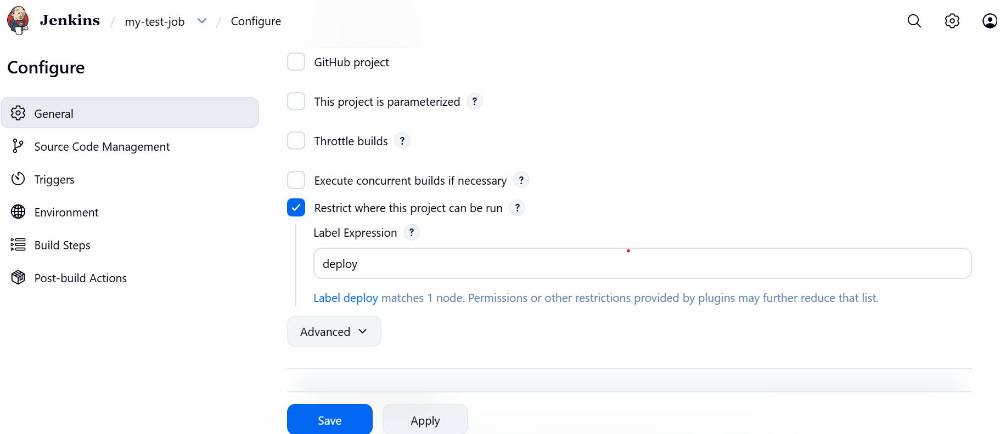 Jenkins / my-test-job / Configure
Configure
General
Source Code Management
Triggers
Environment
Build Steps
Post-build Actions
GitHub project
This project is parameterized ?
Throttle builds ?
Execute concurrent builds if necessary ?
Restrict where this project can be run ?
Label Expression ?
deploy
Label deploy matches 1 node. Permissions or other restrictions provided by plugins may further reduce that list.
Advanced
Save Apply